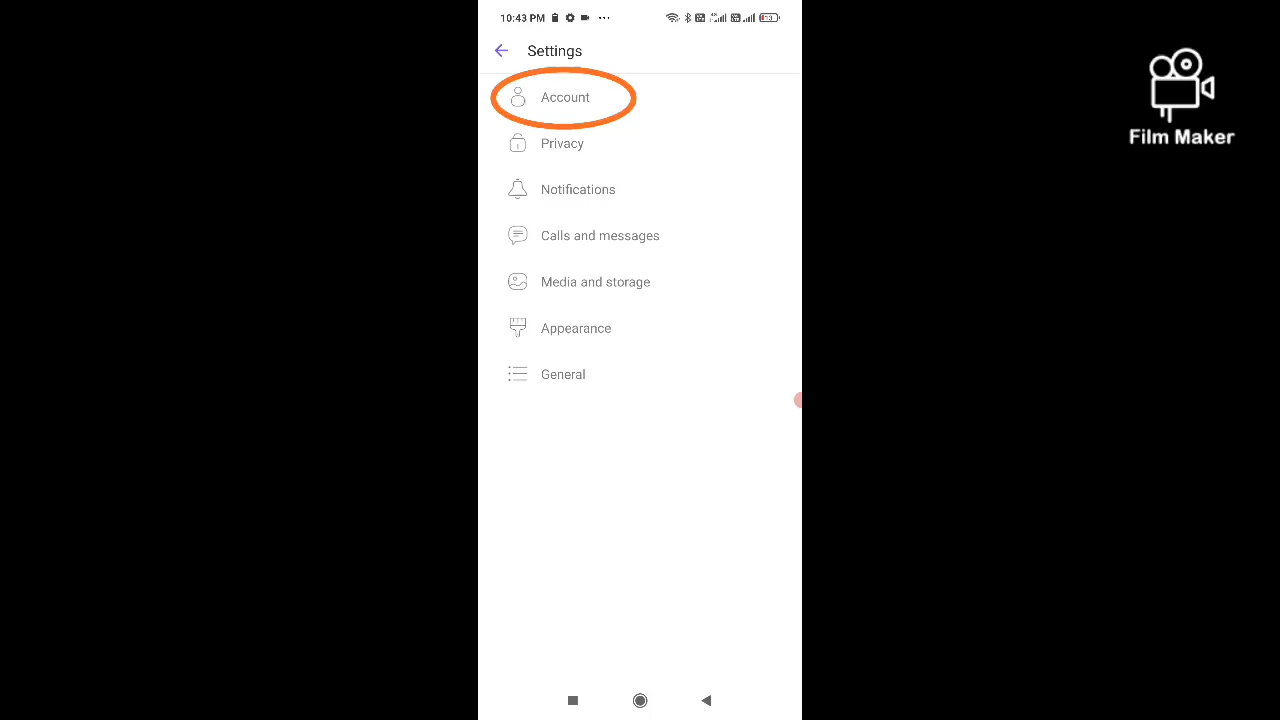 10:43 PM
Settings
Account
Privacy
Notifications
Calls and messages
Media and storage
Appearance
General
Film Maker